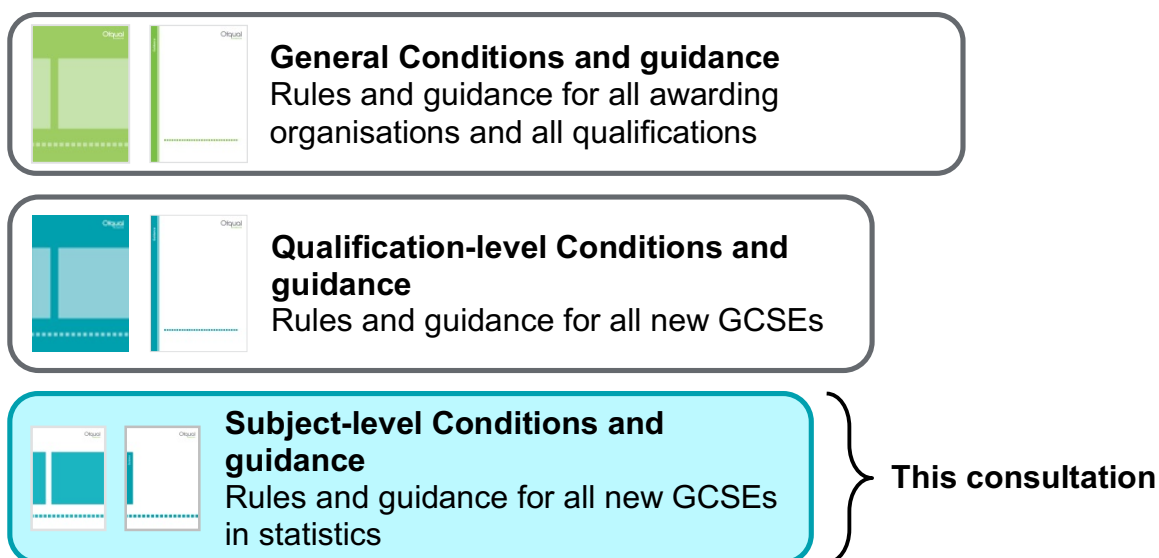 Ofqual
Ofqual
General Conditions and guidance
Rules and guidance for all awarding
organisations and all qualifications
Ofqual
Ofqual
Qualification-level Conditions and
guidance
Rules and guidance for all new GCSEs
Ofqual
Ofqual
Subject-level Conditions and
guidance
Rules and guidance for all new GCSEs
in statistics
This consultation